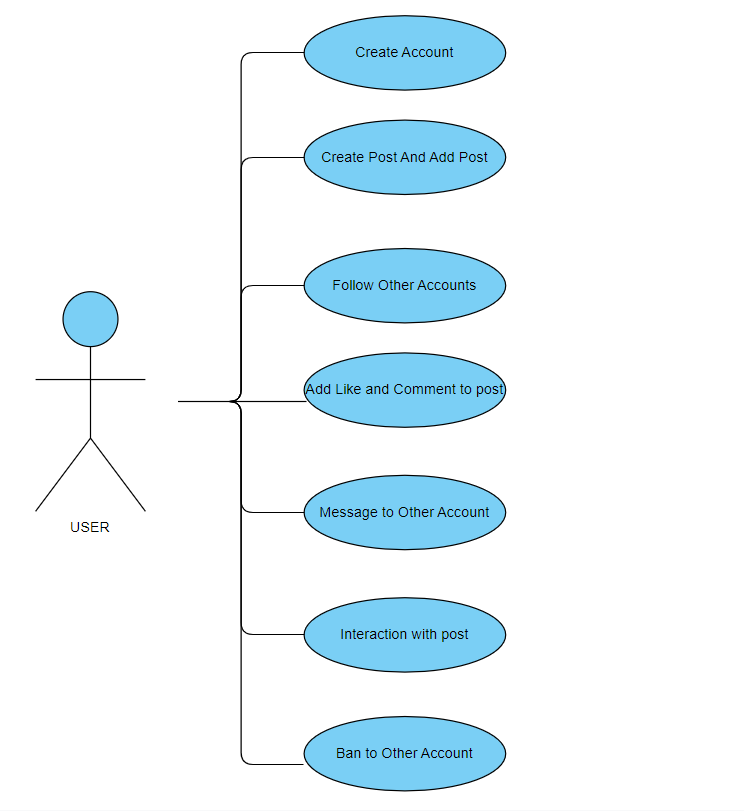 Create Account
Create Post And Add Post
Follow Other Accounts
Add Like and Comment to post
Message to Other Account
USER
Interaction with post
Ban to Other Account